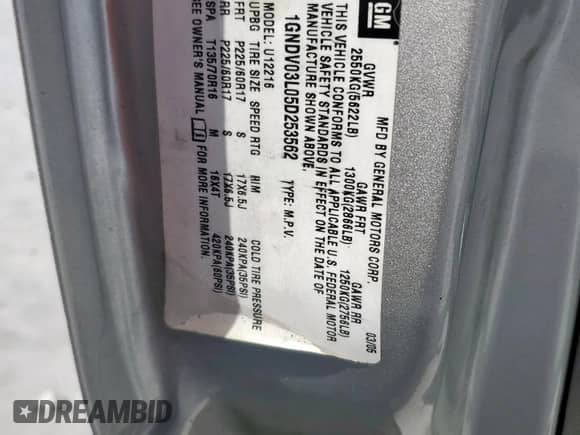 GM
MFD BY GENERAL MOTORS CORP. 03/05
GVWR GAWR FRT GAWR RR
2550KG(5622LB) 1300KG(2866LB) 1250KG(2756LB)
THIS VEHICLE CONFORMS TO ALL APPLICABLE U.S. FEDERAL MOTOR
VEHICLE SAFETY STANDARDS IN EFFECT ON THE DATE OF
MANUFACTURE SHOWN ABOVE.
1GNDV03L05D253562 TYPE: M.P.V.
MODEL: U12216
UPBG TIRE SIZE SPEED RTG RIM COLD TIRE PRESSURE
FRT P225/60R17 S 17X6.5J 240KPA(35PSI)
RR P225/60R17 S 17X6.5J 240KPA(35PSI)
SPA T135/70R16 M 16X4T 420KPA(60PSI)
SEE OWNER'S MANUAL FOR MORE INFORMATION.
DREAMBID